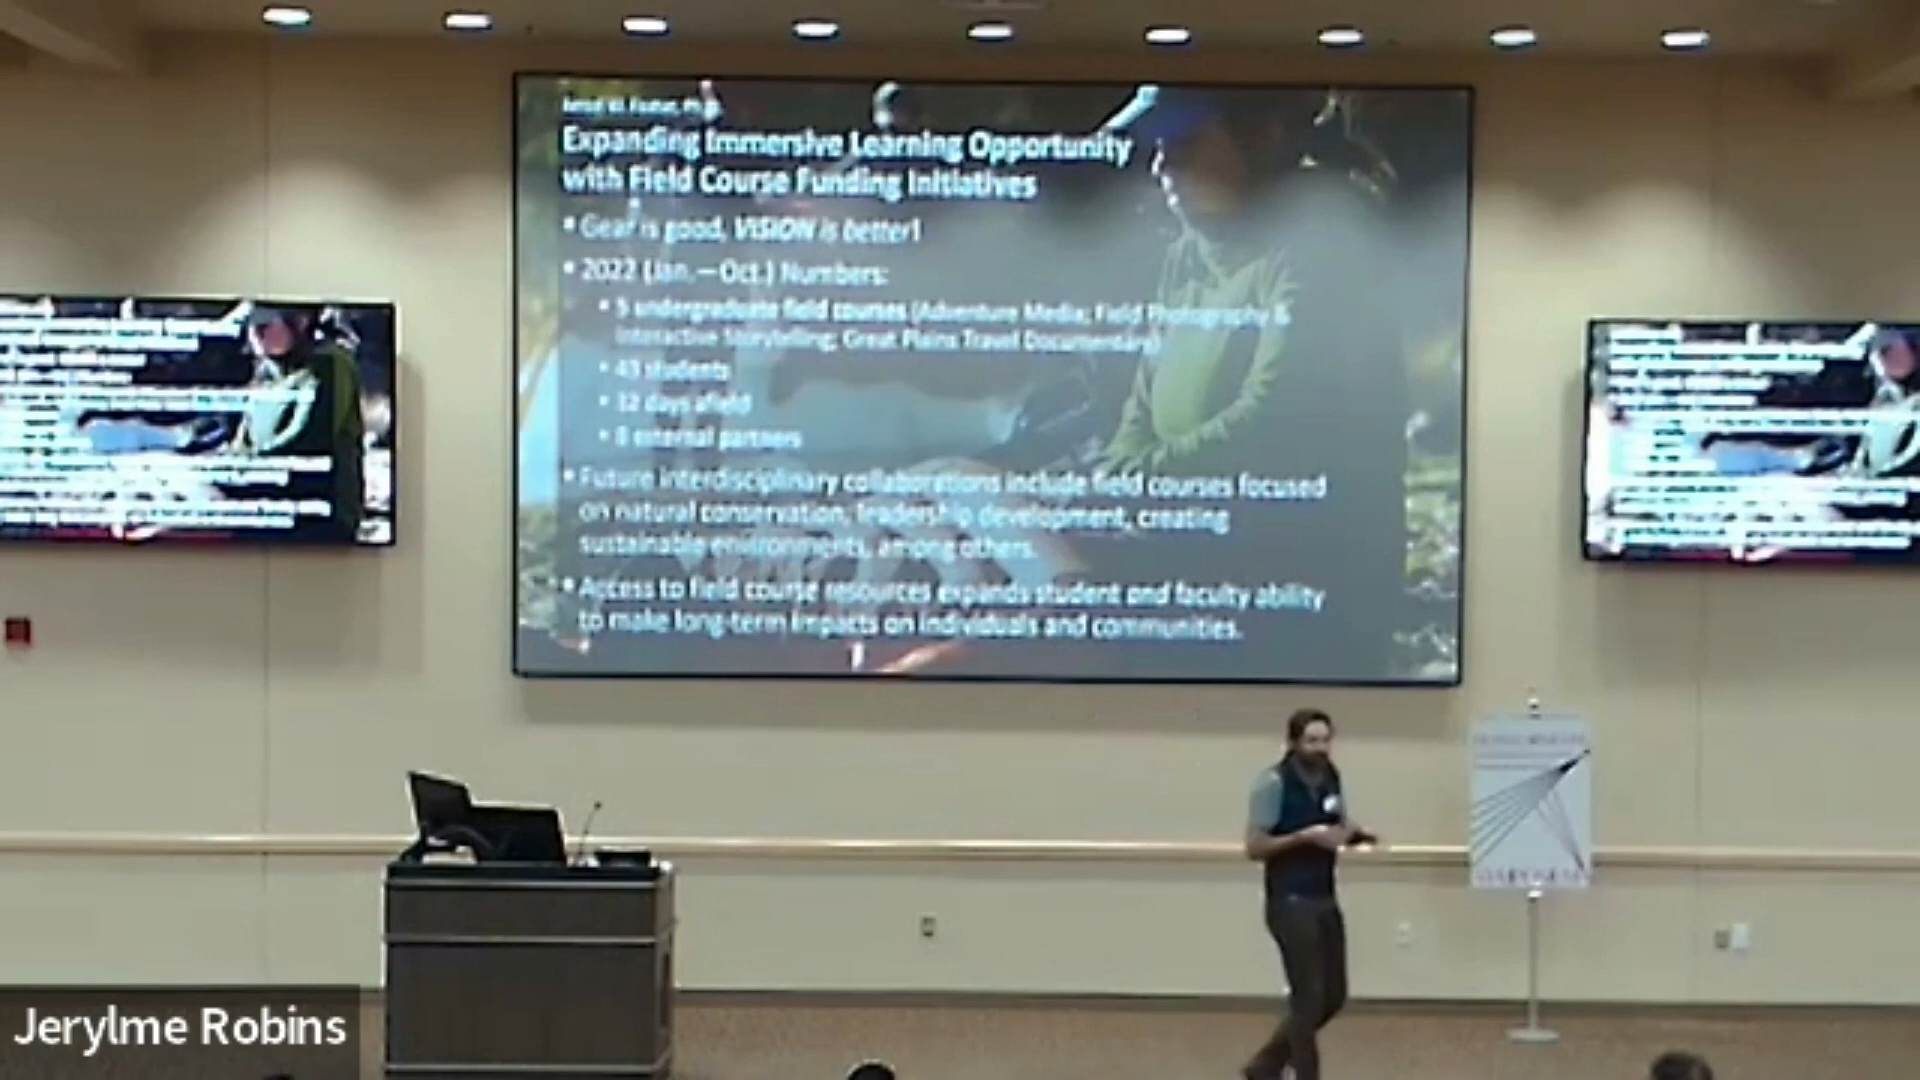 Expanding Immersive Learning Opportunity
with Field Course Funding Initiatives
• Gear is good, VISION is better!
• 2022 (Jan.—Oct.) Numbers:
• 5 undergraduate field courses (Adventure Media; Field Photography &
Interactive Storytelling; Great Plains Travel Documentary)
• 43 students
• 32 days afield
• 8 external partners
• Future interdisciplinary collaborations include field courses focused
on natural conservation, leadership development, creating
sustainable environments, among others.
• Access to field course resources expands student and faculty ability
to make long-term impacts on individuals and communities.
Jerylme Robins